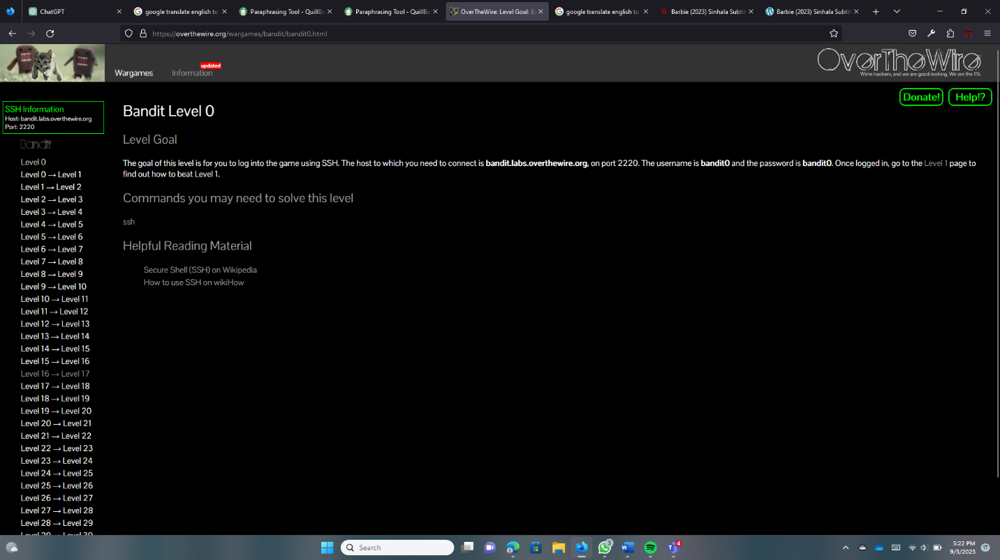 ChatGPT
google translate english to
Paraphrasing Tool - QuillBo
Paraphrasing Tool - QuillBo
OverTheWire: Level Goal: Ba
google translate english to
Barbie (2023) Sinhala Subtit
Barbie (2023) Sinhala Subtit
https://overthewire.org/wargames/bandit/bandit0.html
Wargames
Information
updated
OverTheWire
We're hackers, and we are good-looking. We are the 1%.
Donate!
Help!?
SSH Information
Host: bandit.labs.overthewire.org
Port: 2220
Bandit
Level 0
Level 0 → Level 1
Level 1 → Level 2
Level 2 → Level 3
Level 3 → Level 4
Level 4 → Level 5
Level 5 → Level 6
Level 6 → Level 7
Level 7 → Level 8
Level 8 → Level 9
Level 9 → Level 10
Level 10 → Level 11
Level 11 → Level 12
Level 12 → Level 13
Level 13 → Level 14
Level 14 → Level 15
Level 15 → Level 16
Level 16 → Level 17
Level 17 → Level 18
Level 18 → Level 19
Level 19 → Level 20
Level 20 → Level 21
Level 21 → Level 22
Level 22 → Level 23
Level 23 → Level 24
Level 24 → Level 25
Level 25 → Level 26
Level 26 → Level 27
Level 27 → Level 28
Level 28 → Level 29
Level 29 → Level 30
Bandit Level 0
Level Goal
The goal of this level is for you to log into the game using SSH. The host to which you need to connect is bandit.labs.overthewire.org, on port 2220. The username is bandit0 and the password is bandit0. Once logged in, go to the Level 1 page to
find out how to beat Level 1.
Commands you may need to solve this level
ssh
Helpful Reading Material
Secure Shell (SSH) on Wikipedia
How to use SSH on wikiHow
Search
3
4
5:22 PM
9/3/2023
17